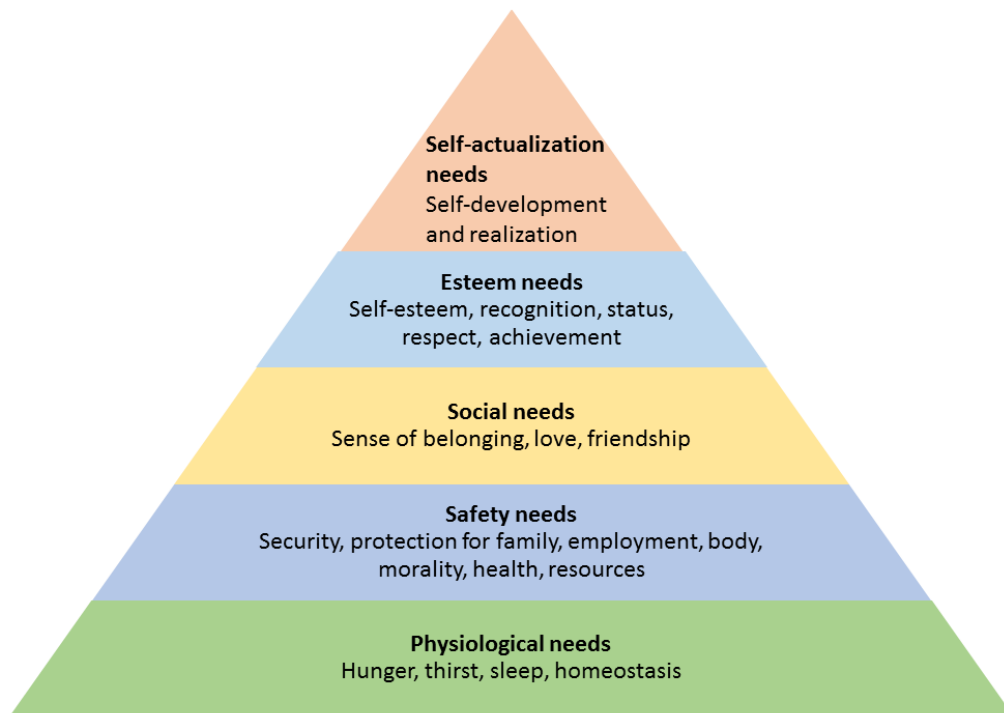 Self-actualization
needs
Self-development
and realization
Esteem needs
Self-esteem, recognition, status,
respect, achievement
Social needs
Sense of belonging, love, friendship
Safety needs
Security, protection for family, employment, body,
morality, health, resources
Physiological needs
Hunger, thirst, sleep, homeostasis